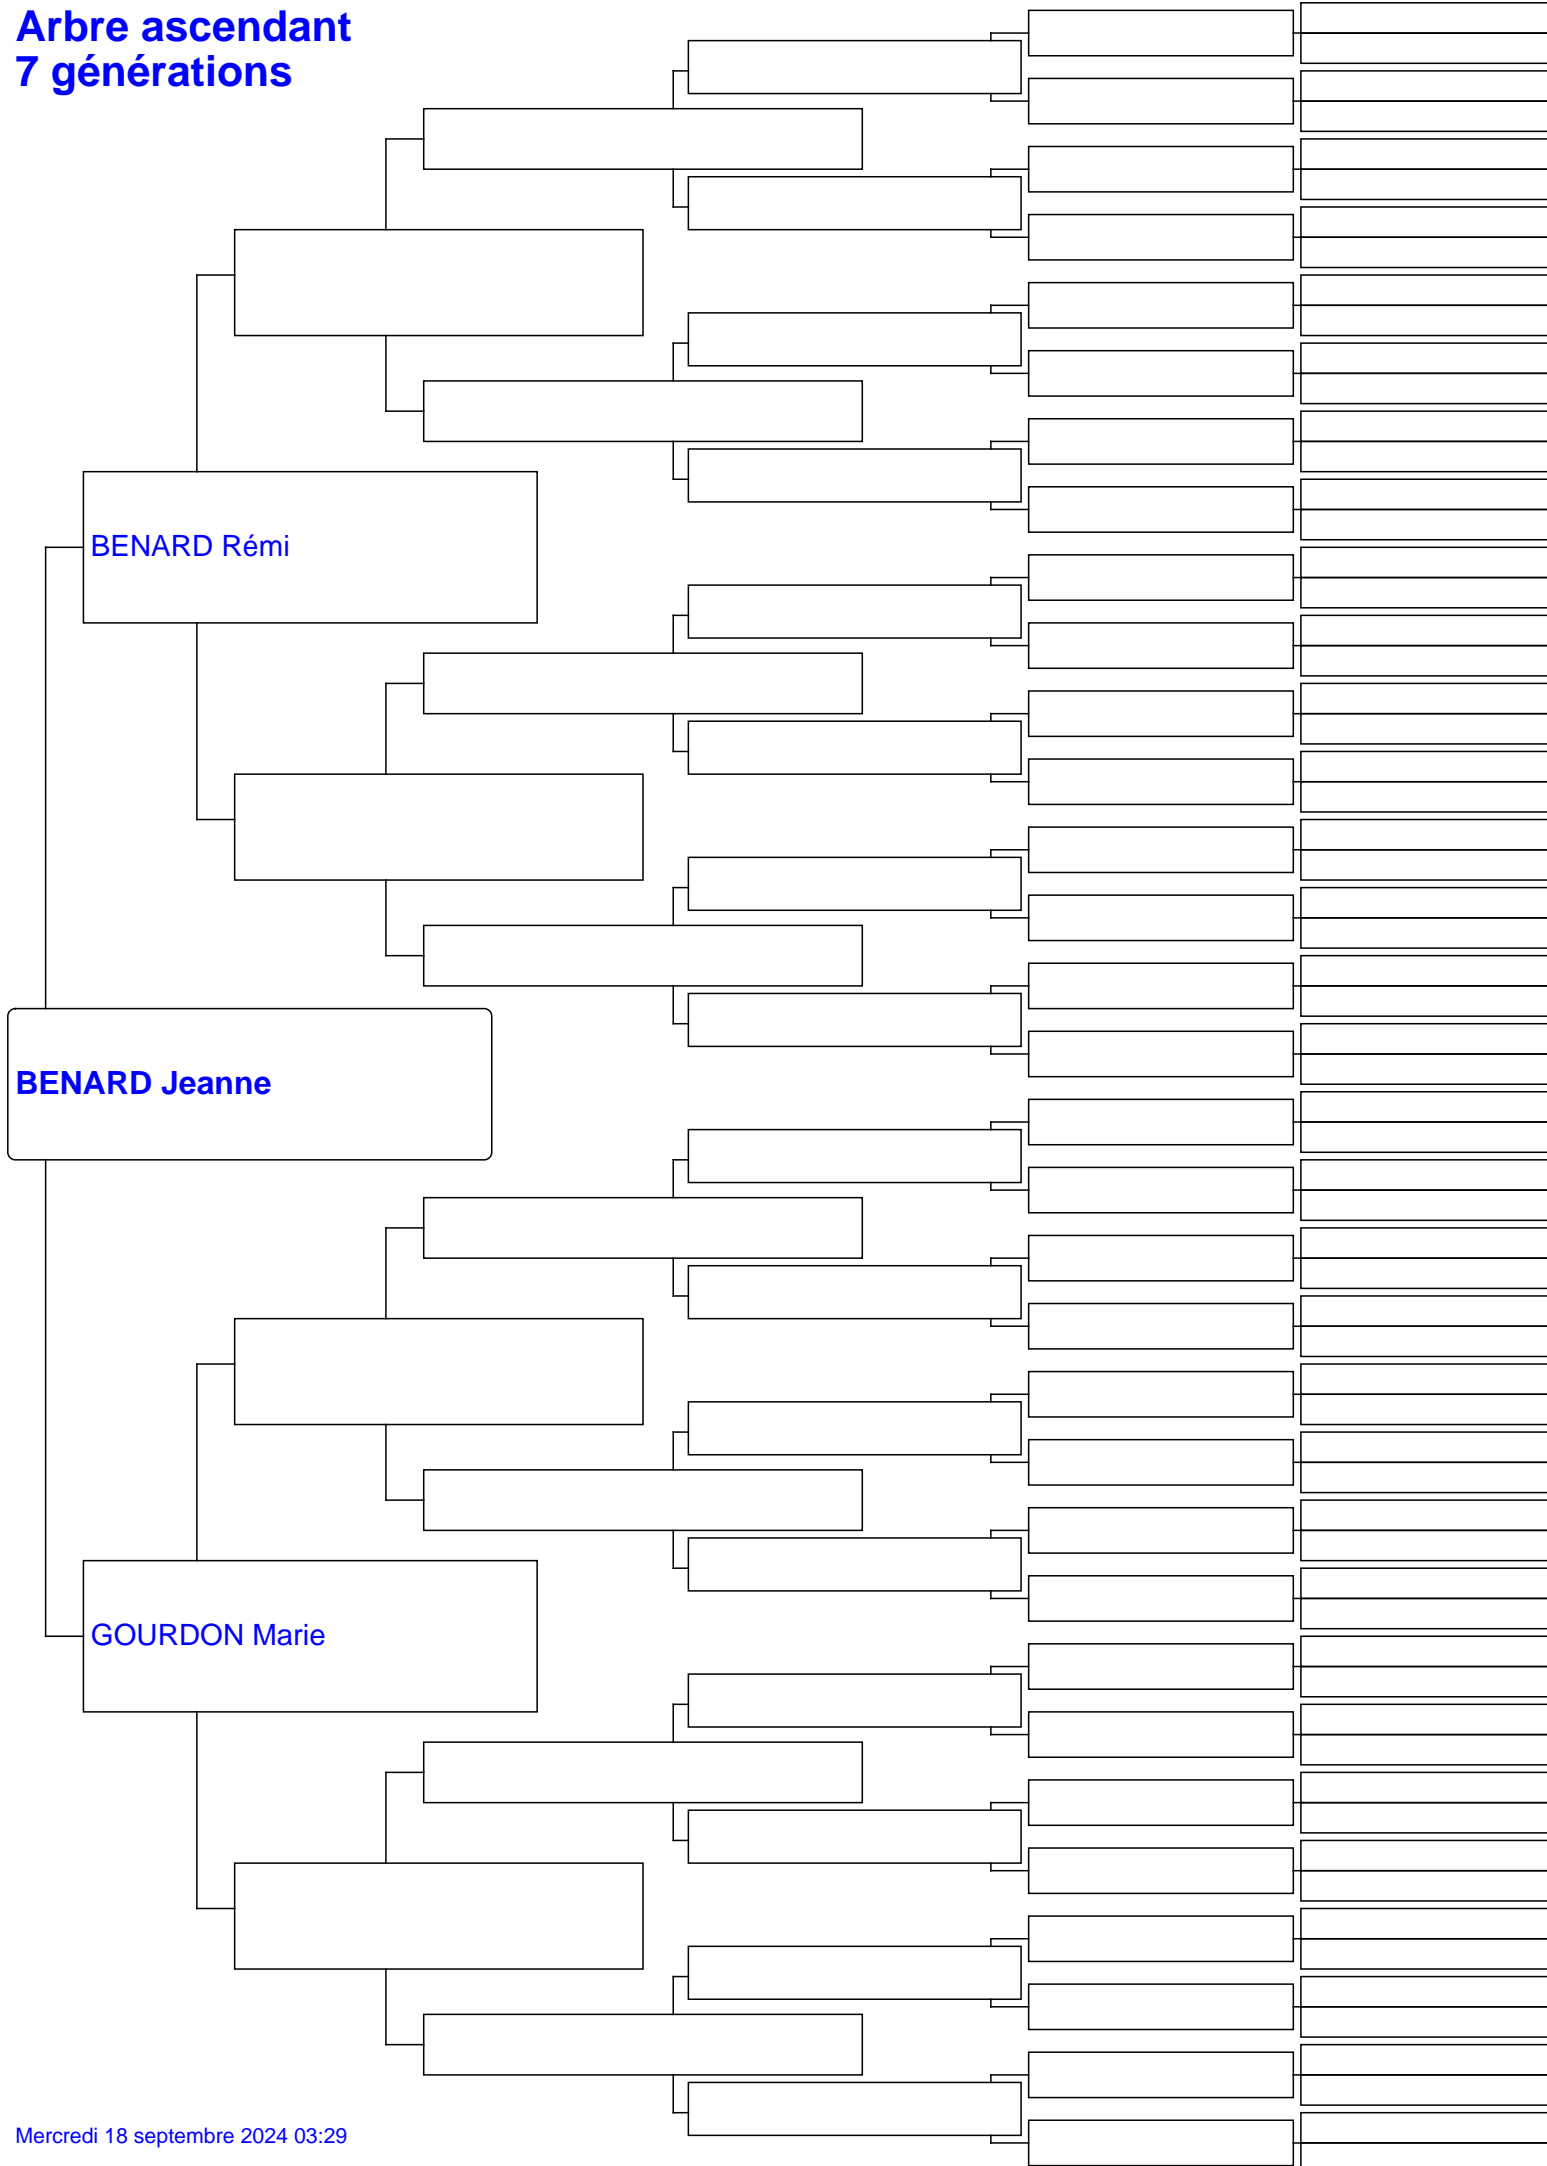 Arbre ascendant
7 générations
BENARD Rémi
BENARD Jeanne
GOURDON Marie
Mercredi 18 septembre 2024 03:29